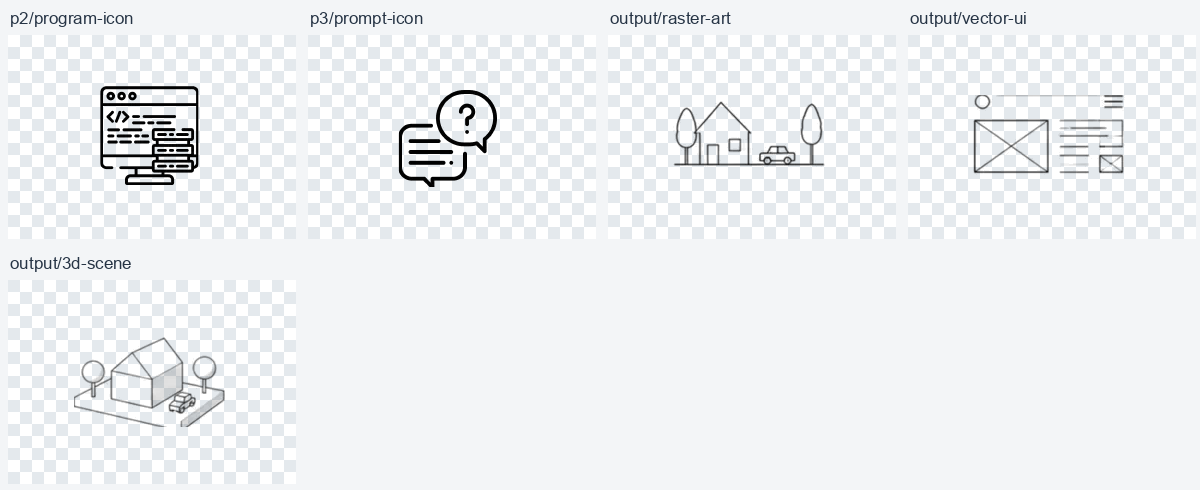 p2/program-icon
p3/prompt-icon
output/raster-art
output/vector-ui
</>
?
output/3d-scene